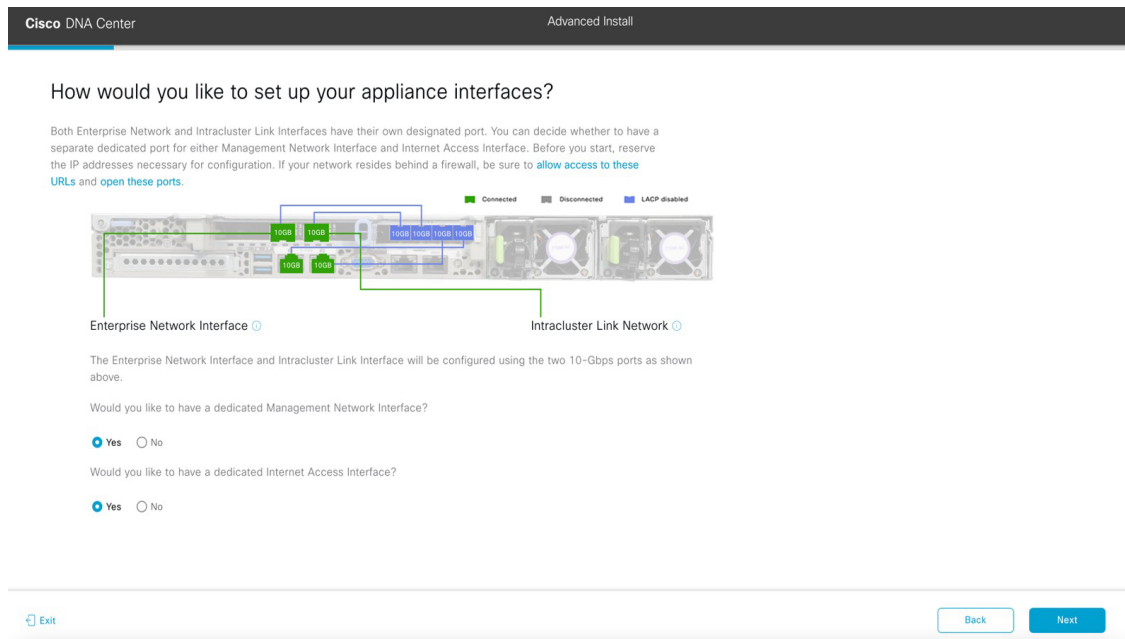 Cisco DNA Center
Advanced Install
How would you like to set up your appliance interfaces?
Both Enterprise Network and Intracluster Link Interfaces have their own designated port. You can decide whether to have a
separate dedicated port for either Management Network Interface and Internet Access Interface. Before you start, reserve
the IP addresses necessary for configuration. If your network resides behind a firewall, be sure to allow access to these
URLs and open these ports.
Connected
Disconnected
LACP disabled
10GB 10GB 10GB 10GB 10GB 10GB
10GB 10GB
Enterprise Network Interface
Intracluster Link Network
The Enterprise Network Interface and Intracluster Link Interface will be configured using the two 10-Gbps ports as shown
above.
Would you like to have a dedicated Management Network Interface?
Yes No
Would you like to have a dedicated Internet Access Interface?
Yes No
Exit
Back
Next